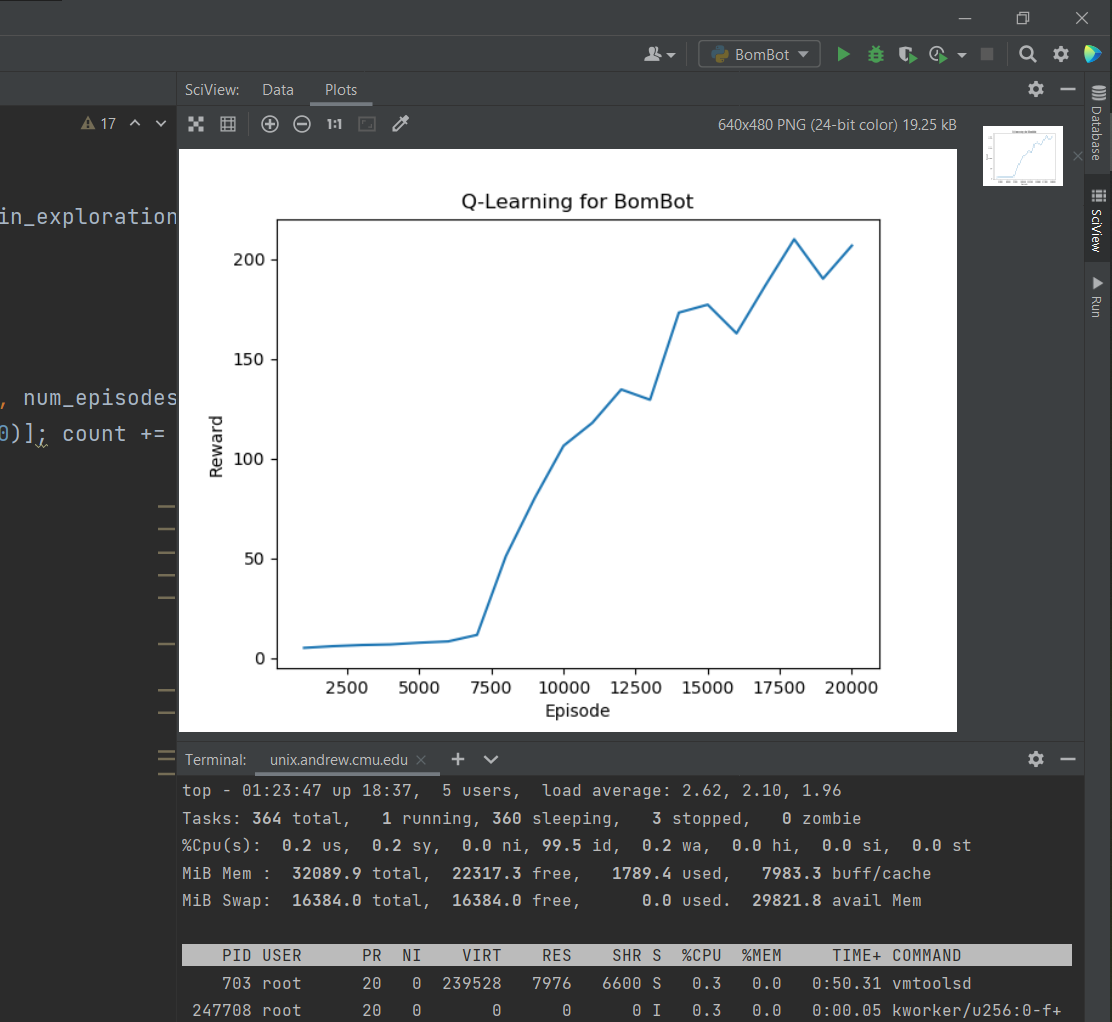 BomBot
SciView:
Data
Plots
17
640x480 PNG (24-bit color) 19.25 kB
1:1
Database
SciView
Run
in_exploration
, num_episodes
0)]; count +=
Q-Learning for BomBot
200
150
100
50
0
Reward
2500 5000 7500 10000 12500 15000 17500 20000
Episode
Terminal: unix.andrew.cmu.edu
top - 01:23:47 up 18:37, 5 users, load average: 2.62, 2.10, 1.96
Tasks: 364 total, 1 running, 360 sleeping, 3 stopped, 0 zombie
%Cpu(s): 0.2 us, 0.2 sy, 0.0 ni, 99.5 id, 0.2 wa, 0.0 hi, 0.0 si, 0.0 st
MiB Mem : 32089.9 total, 22317.3 free, 1789.4 used, 7983.3 buff/cache
MiB Swap: 16384.0 total, 16384.0 free, 0.0 used. 29821.8 avail Mem
PID USER PR NI VIRT RES SHR S %CPU %MEM TIME+ COMMAND
703 root 20 0 239528 7976 6600 S 0.3 0.0 0:50.31 vmtoolsd
247708 root 20 0 0 0 0 I 0.3 0.0 0:00.05 kworker/u256:0-f+